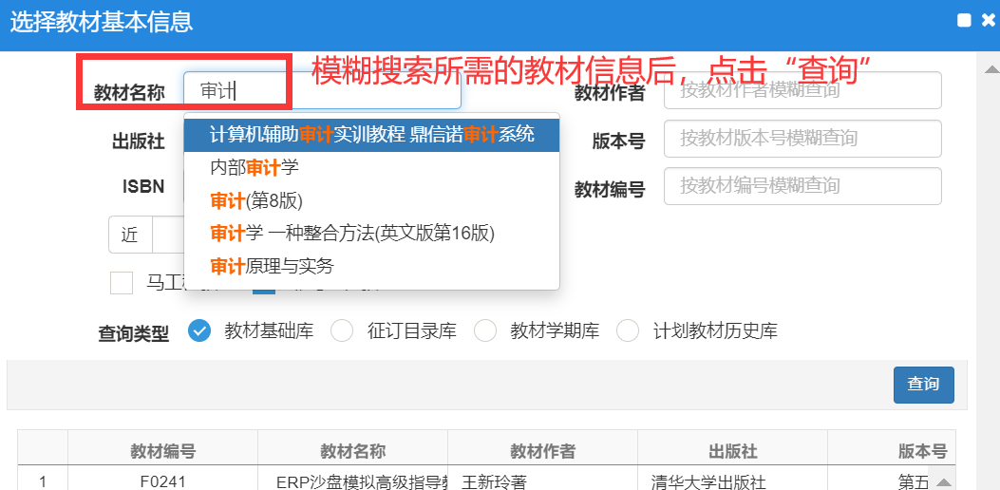 选择教材基本信息
模糊搜索所需的教材信息后，点击“查询”
教材名称 审计 教材作者 按教材作者模糊查询
出版社 计算机辅助审计实训教程 鼎信诺审计系统 版本号 按教材版本号模糊查询
内部审计学
ISBN 教材编号 按教材编号模糊查询
审计(第8版)
近 审计学 一种整合方法(英文版第16版)
审计原理与实务
马工
查询类型 教材基础库 征订目录库 教材学期库 计划教材历史库
查询
教材编号 教材名称 教材作者 出版社 版本号
1 F0241 ERP沙盘模拟高级指导 王新玲著 清华大学出版社 第五